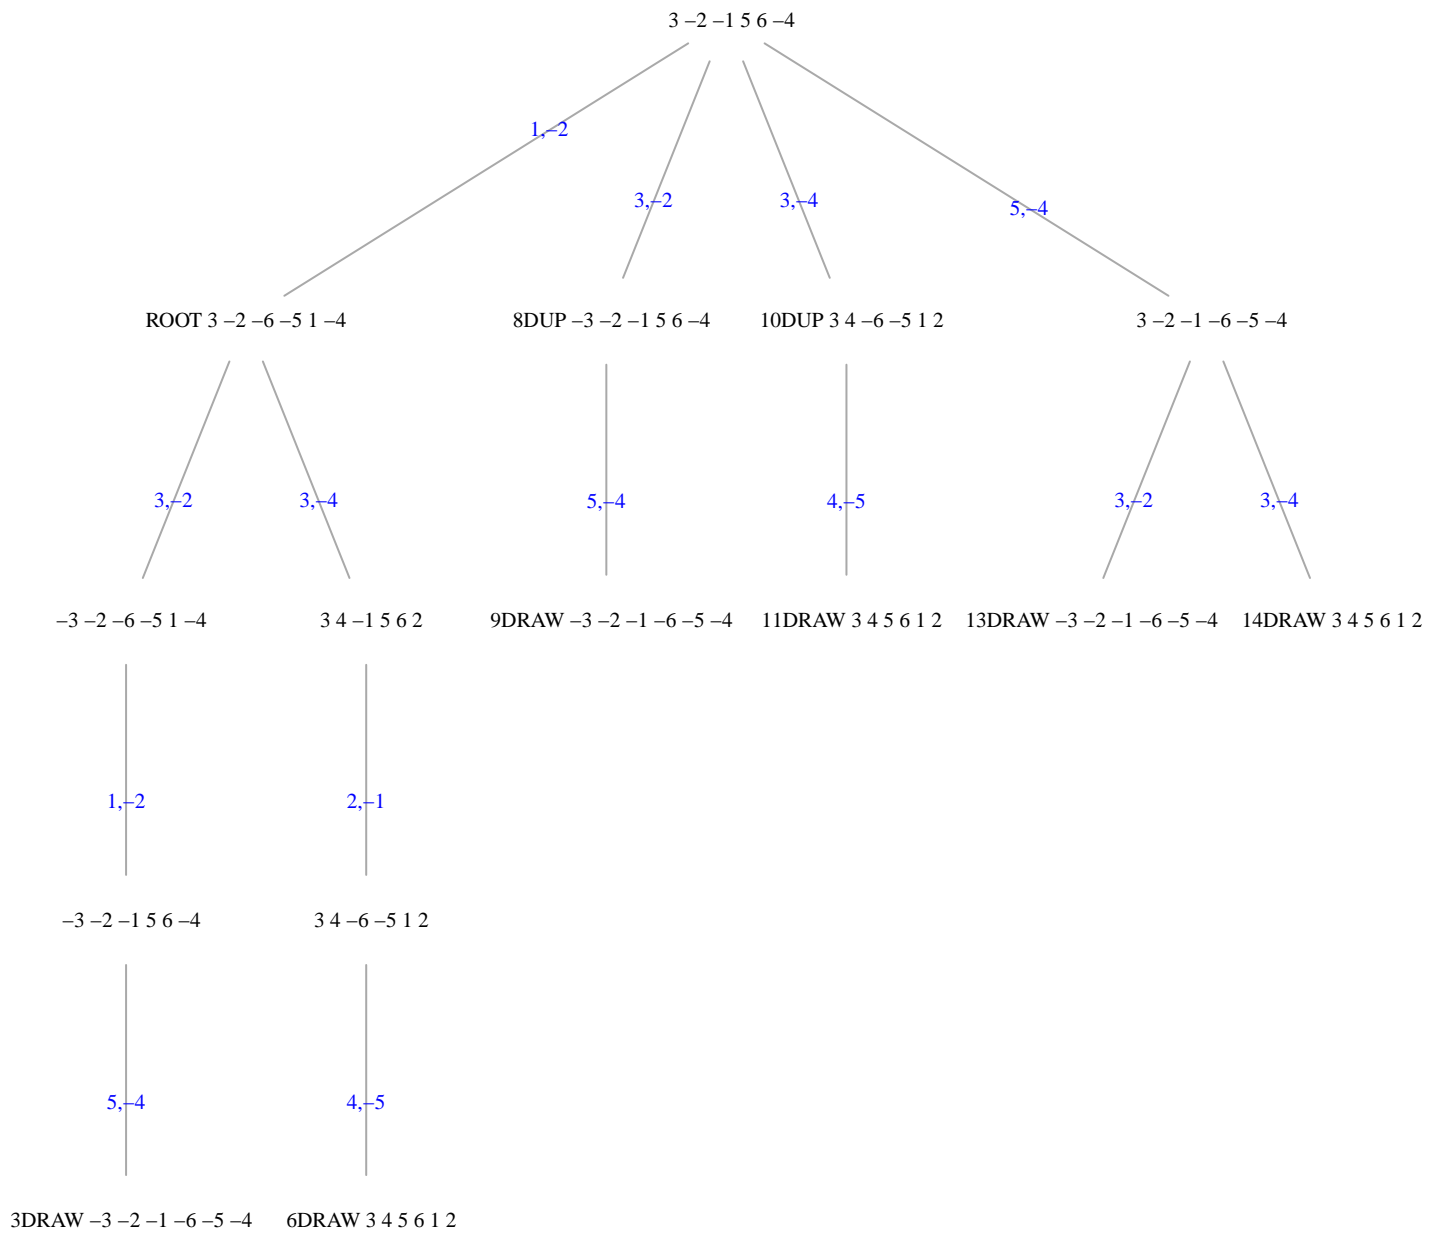 3 –2 –1 5 6 –4
1,–2
3,–2
3,–4
5,–4
ROOT 3 –2 –6 –5 1 –4
8DUP –3 –2 –1 5 6 –4
10DUP 3 4 –6 –5 1 2
3 –2 –1 –6 –5 –4
3,–2
3,–4
5,–4
4,–5
3,–2
3,–4
–3 –2 –6 –5 1 –4
3 4 –1 5 6 2
9DRAW –3 –2 –1 –6 –5 –4
11DRAW 3 4 5 6 1 2
13DRAW –3 –2 –1 –6 –5 –4
14DRAW 3 4 5 6 1 2
1,–2
2,–1
–3 –2 –1 5 6 –4
3 4 –6 –5 1 2
5,–4
4,–5
3DRAW –3 –2 –1 –6 –5 –4
6DRAW 3 4 5 6 1 2